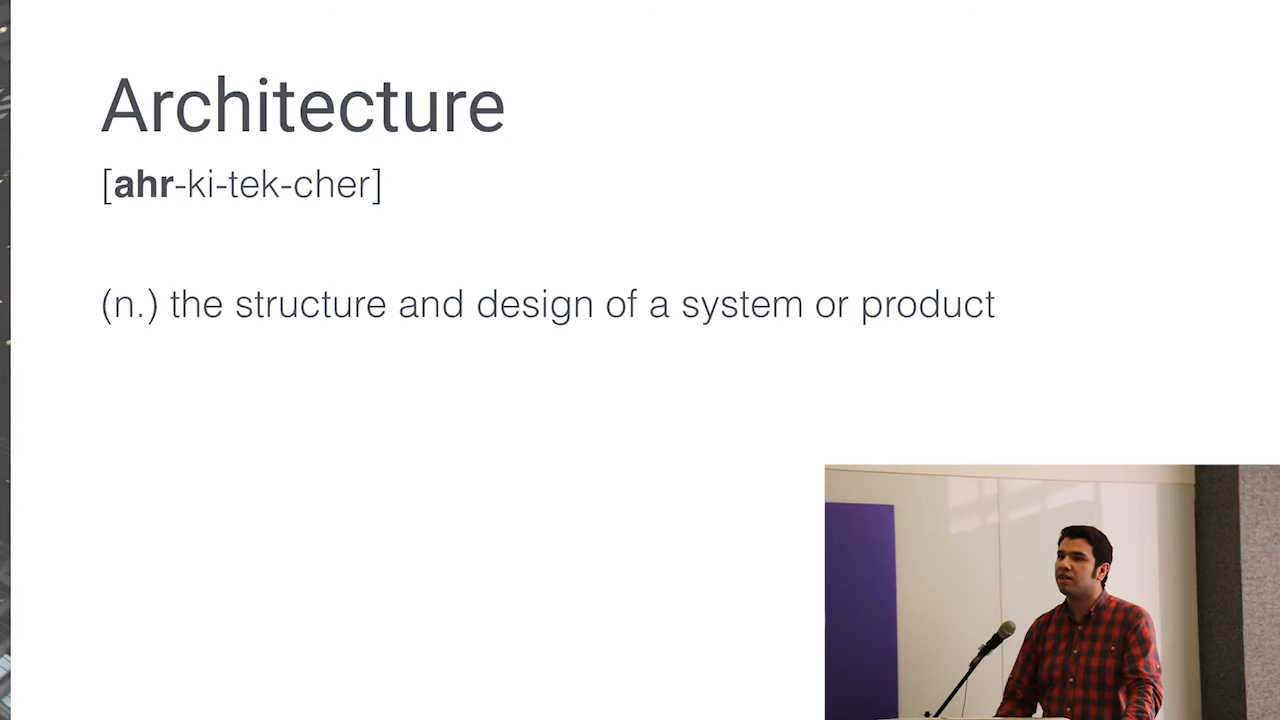 Architecture
[ahr-ki-tek-cher]
(n.) the structure and design of a system or product